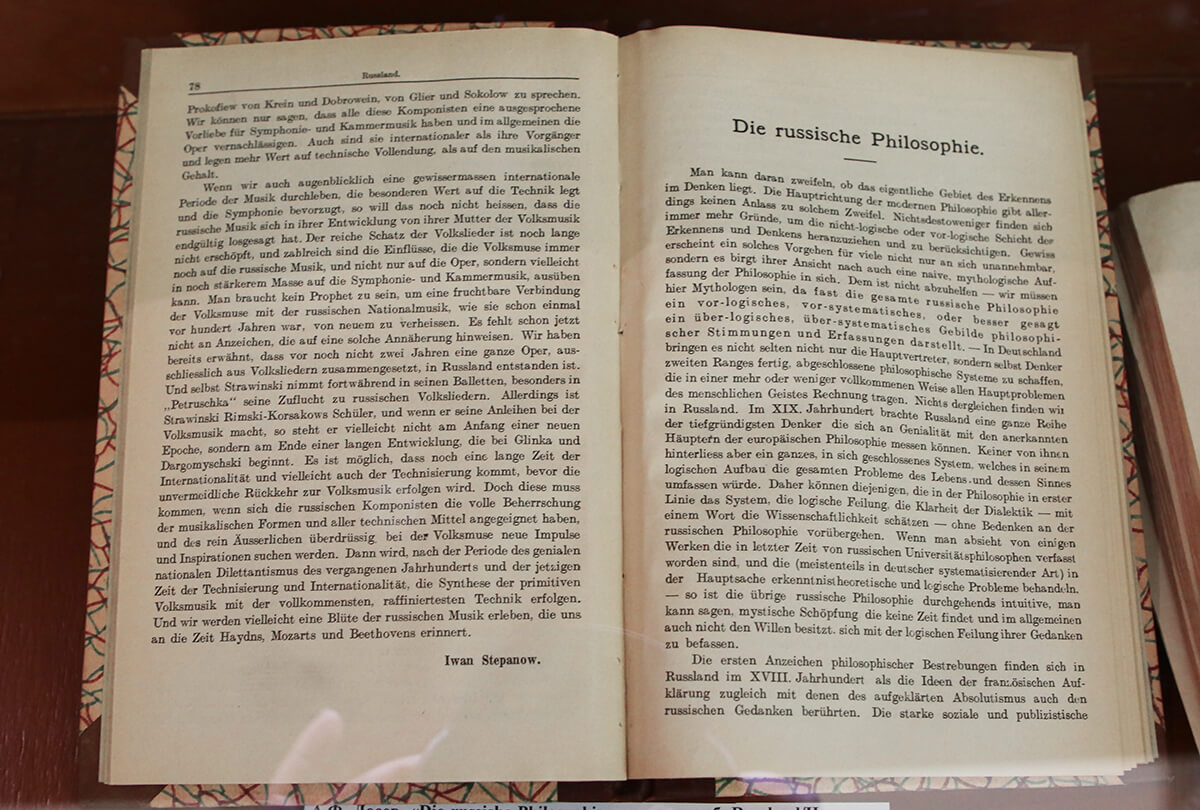 78
Russland.
Prokofiew von Krein und Dobrowein, von Glier und Sokolow zu sprechen.
Wir können nur sagen, dass alle diese Komponisten eine ausgesprochene
Vorliebe für Symphonie- und Kammermusik haben und im allgemeinen die
Oper vernachlässigen. Auch sind sie internationaler als ihre Vorgänger
und legen mehr Wert auf technische Vollendung, als auf den musikalischen
Gehalt.
Wenn wir auch augenblicklich eine gewissermassen internationale
Periode der Musik durchleben, die besonderen Wert auf die Technik legt
und die Symphonie bevorzugt, so will das noch nicht heissen, dass die
russische Musik sich in ihrer Entwicklung von ihrer Mutter der Volksmusik
endgültig losgesagt hat. Der reiche Schatz der Volkslieder ist noch lange
nicht erschöpft, und zahlreich sind die Einflüsse, die die Volksmuse immer
noch auf die russische Musik, und nicht nur auf die Oper, sondern vielleicht
in noch stärkerem Masse auf die Symphonie- und Kammermusik, ausüben
kann. Man braucht kein Prophet zu sein, um eine fruchtbare Verbindung
der Volksmuse mit der russischen Nationalmusik, wie sie schon einmal
vor hundert Jahren war, von neuem zu verheissen. Es fehlt schon jetzt
nicht an Anzeichen, die auf eine solche Annäherung hinweisen. Wir haben
bereits erwähnt, dass vor noch nicht zwei Jahren eine ganze Oper, aus-
schliesslich aus Volksliedern zusammengesetzt, in Russland entstanden ist.
Und selbst Strawinski nimmt fortwährend in seinen Balletten, besonders in
„Petruschka“ seine Zuflucht zu russischen Volksliedern. Allerdings ist
Strawinski Rimski-Korsakows Schüler, und wenn er seine Anleihen bei der
Volksmusik macht, so steht er vielleicht nicht am Anfang einer neuen
Epoche, sondern am Ende einer langen Entwicklung, die bei Glinka und
Dargomyschski beginnt. Es ist möglich, dass noch eine lange Zeit der
Internationalität und vielleicht auch der Technisierung kommt, bevor die
unvermeidliche Rückkehr zur Volksmusik erfolgen wird. Doch diese muss
kommen, wenn sich die russischen Komponisten die volle Beherrschung
der musikalischen Formen und aller technischen Mittel angegeignet haben,
und des rein Äusserlichen überdrüssig, bei der Volksmuse neue Impulse
und Inspirationen suchen werden. Dann wird, nach der Periode des genialen
nationalen Dilettantismus des vergangenen Jahrhunderts und der jetzigen
Zeit der Technisierung und Internationalität, die Synthese der primitiven
Volksmusik mit der vollkommensten, raffiniertesten Technik erfolgen.
Und wir werden vielleicht eine Blüte der russischen Musik erleben, die uns
an die Zeit Haydns, Mozarts und Beethovens erinnert.
Iwan Stepanow.
Die russische Philosophie.
Man kann daran zweifeln, ob das eigentliche Gebiet des Erkennens
im Denken liegt. Die Hauptrichtung der modernen Philosophie gibt aller-
dings keinen Anlass zu solchem Zweifel. Nichtsdestoweniger finden sich
immer mehr Gründe, um die nicht-logische oder vor-logische Schicht des
Erkennens und Denkens heranzuziehen und zu berücksichtigen. Gewiss
erscheint ein solches Vorgehen für viele nicht nur an sich unannehmbar,
sondern es birgt ihrer Ansicht nach auch eine naive, mythologische Auf-
fassung der Philosophie in sich. Dem ist nicht abzuhelfen — wir müssen
hier Mythologen sein, da fast die gesamte russische Philosophie
ein vor-logisches, vor-systematisches, oder besser gesagt
ein über-logisches, über-systematisches Gebilde philosophi-
scher Stimmungen und Erfassungen darstellt. — In Deutschland
bringen es nicht selten nicht nur die Hauptvertreter, sondern selbst Denker
zweiten Ranges fertig, abgeschlossene philosophische Systeme zu schaffen,
die in einer mehr oder weniger vollkommenen Weise allen Hauptproblemen
des menschlichen Geistes Rechnung tragen. Nichts dergleichen finden wir
in Russland. Im XIX. Jahrhundert brachte Russland eine ganze Reihe
der tiefgründigsten Denker die sich an Genialität mit den anerkannten
Häuptern der europäischen Philosophie messen können. Keiner von ihnen
hinterliess aber ein ganzes, in sich geschlossenes System, welches in seinem
logischen Aufbau die gesamten Probleme des Lebens und dessen Sinnes
umfassen würde. Daher können diejenigen, die in der Philosophie in erster
Linie das System, die logische Feilung, die Klarheit der Dialektik — mit
einem Wort die Wissenschaftlichkeit schätzen — ohne Bedenken an der
russischen Philosophie vorübergehen. Wenn man absieht von einigen
Werken die in letzter Zeit von russischen Universitätsphilosophen verfasst
worden sind, und die (meistenteils in deutscher systematisierender Art) in
der Hauptsache erkenntnistheoretische und logische Probleme behandeln.
— so ist die übrige russische Philosophie durchgehends intuitive, man
kann sagen, mystische Schöpfung die keine Zeit findet und im allgemeinen
auch nicht den Willen besitzt. sich mit der logischen Feilung ihrer Gedanken
zu befassen.
Die ersten Anzeichen philosophischer Bestrebungen finden sich in
Russland im XVIII. Jahrhundert als die Ideen der französischen Auf-
klärung zugleich mit denen des aufgeklärten Absolutismus auch den
russischen Gedanken berührten. Die starke soziale und publizistische